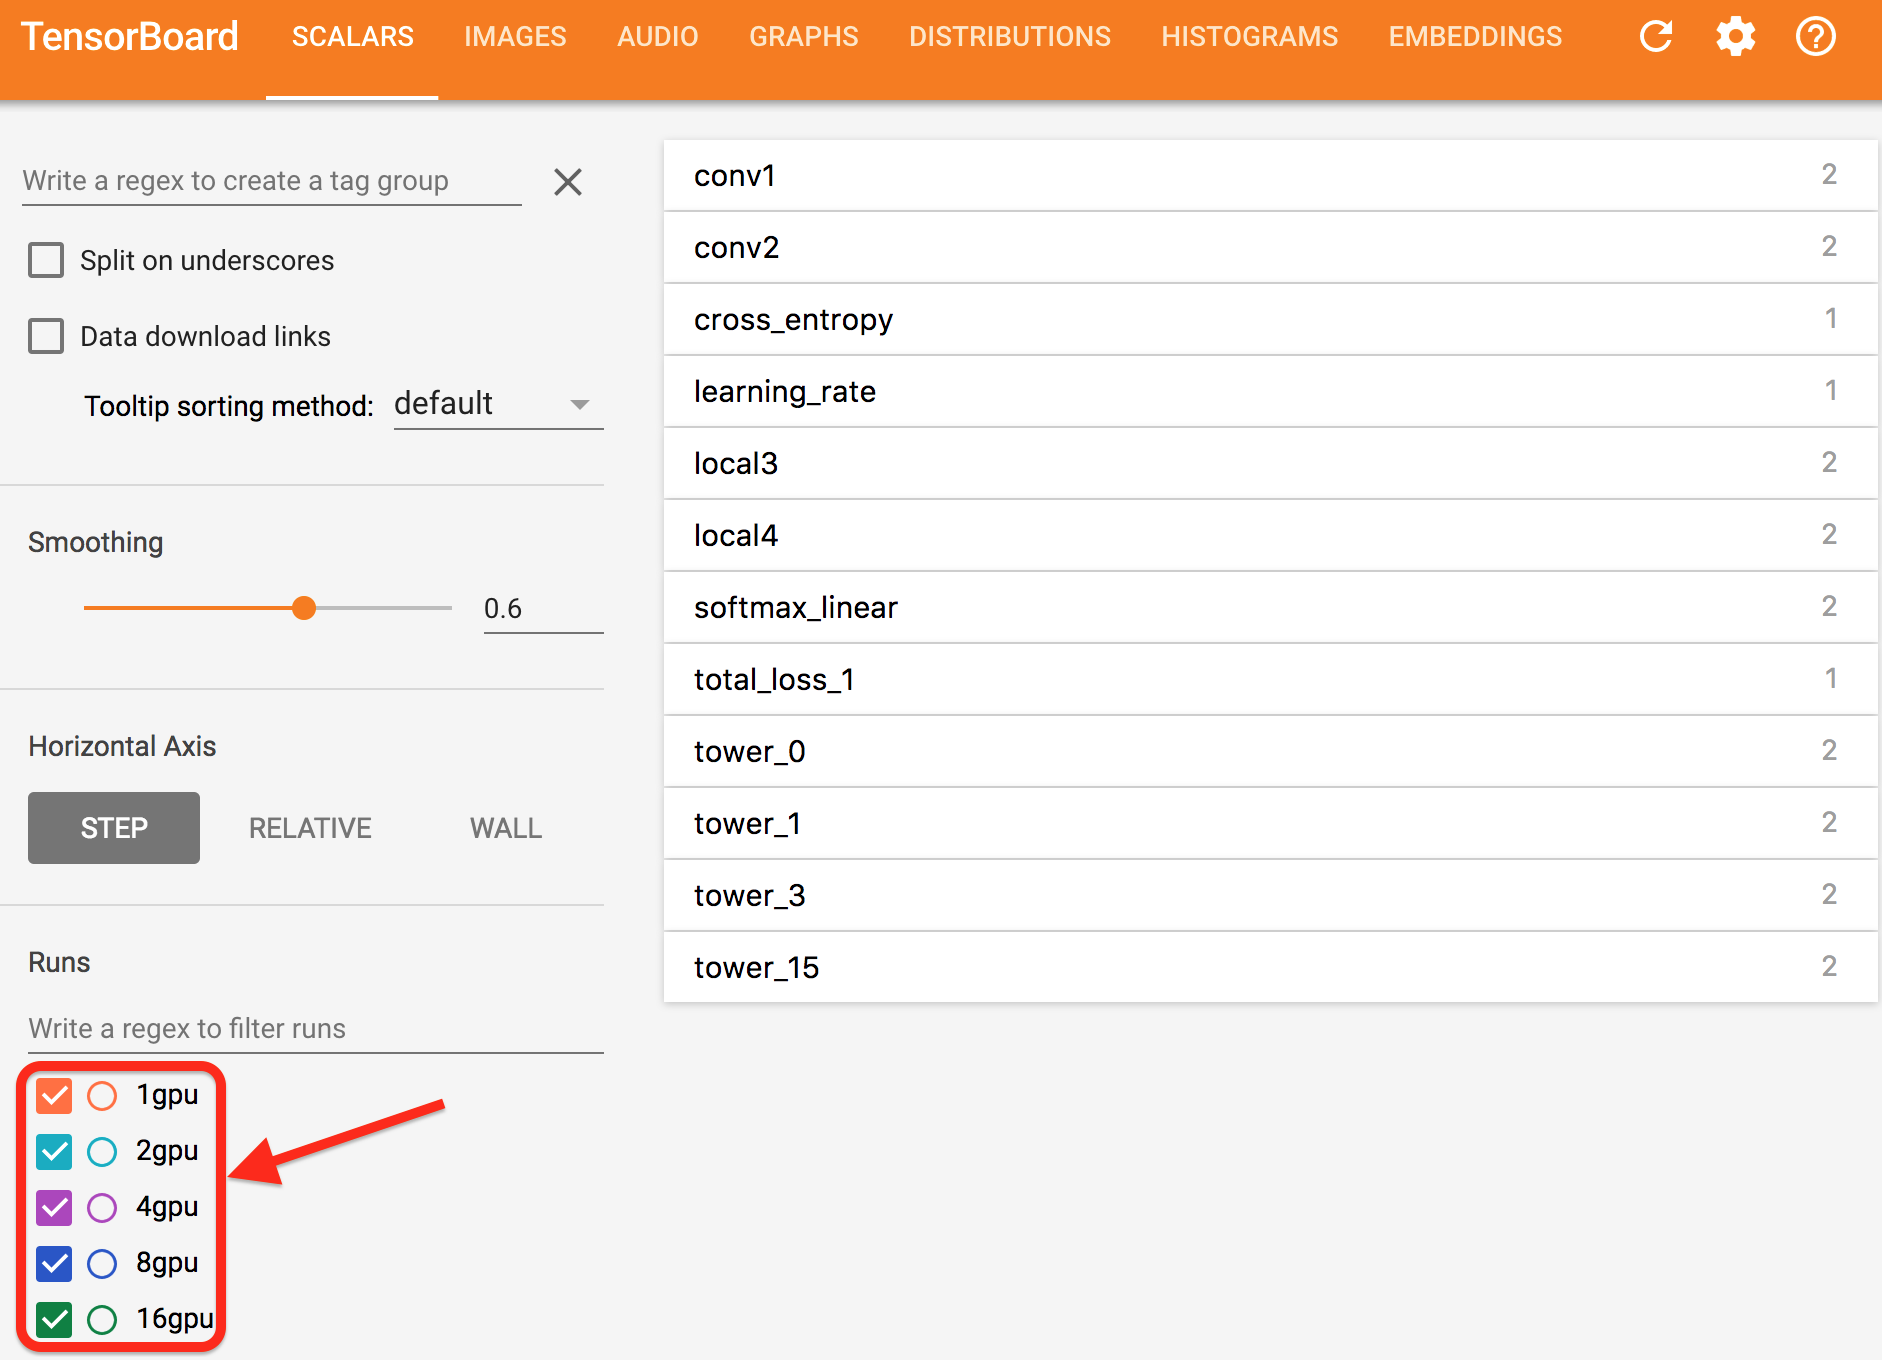 TensorBoard SCALARS IMAGES AUDIO GRAPHS DISTRIBUTIONS HISTOGRAMS EMBEDDINGS
Write a regex to create a tag group
Split on underscores
Data download links
Tooltip sorting method: default
Smoothing
0.6
Horizontal Axis
STEP RELATIVE WALL
Runs
Write a regex to filter runs
1gpu
2gpu
4gpu
8gpu
16gpu
conv1 2
conv2 2
cross_entropy 1
learning_rate 1
local3 2
local4 2
softmax_linear 2
total_loss_1 1
tower_0 2
tower_1 2
tower_3 2
tower_15 2